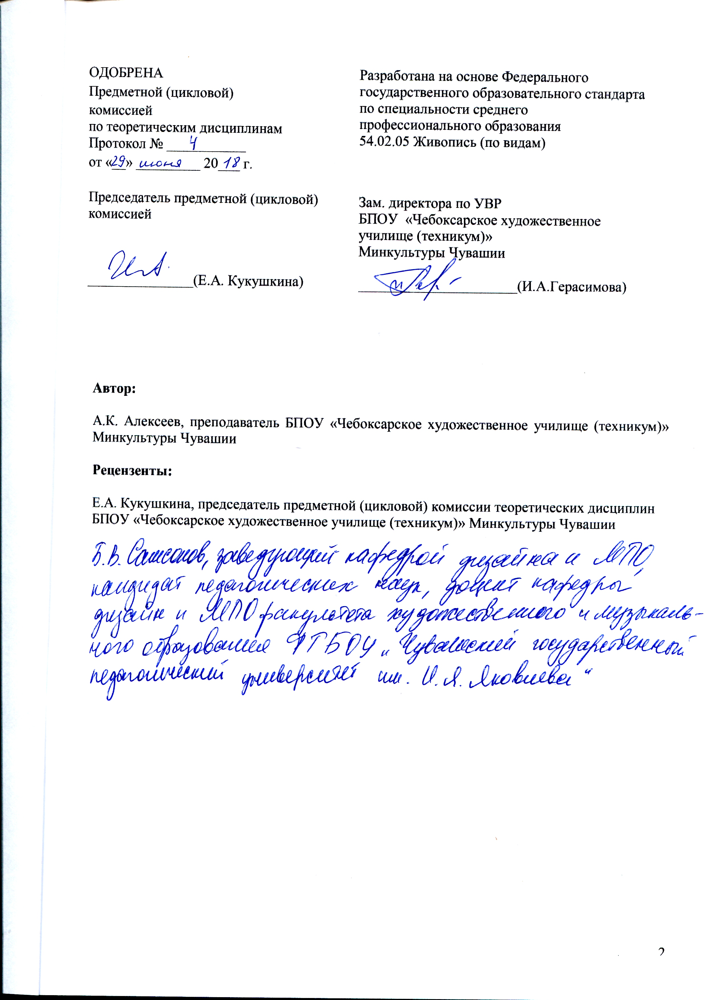 ОДОБРЕНА
Предметной (цикловой)
комиссией
по теоретическим дисциплинам
Протокол № 4
от «29» июня 2018 г.
Председатель предметной (цикловой)
комиссией
(Е.А. Кукушкина)
Разработана на основе Федерального
государственного образовательного стандарта
по специальности среднего
профессионального образования
54.02.05 Живопись (по видам)
Зам. директора по УВР
БПОУ «Чебоксарское художественное
училище (техникум)»
Минкультуры Чувашии
(И.А.Герасимова)
Автор:
А.К. Алексеев, преподаватель БПОУ «Чебоксарское художественное училище (техникум)»
Минкультуры Чувашии
Рецензенты:
Е.А. Кукушкина, председатель предметной (цикловой) комиссии теоретических дисциплин
БПОУ «Чебоксарское художественное училище (техникум)» Минкультуры Чувашии
Б.В. Самсонов, заведующий кафедрой дизайна и МПО,
кандидат педагогических наук, доцент кафедры
дизайн и МПО факультета художественного и музыкаль-
ного образования ФГБОУ „Чувашский государственный
педагогический университет им. И.Я. Яковлева“
2